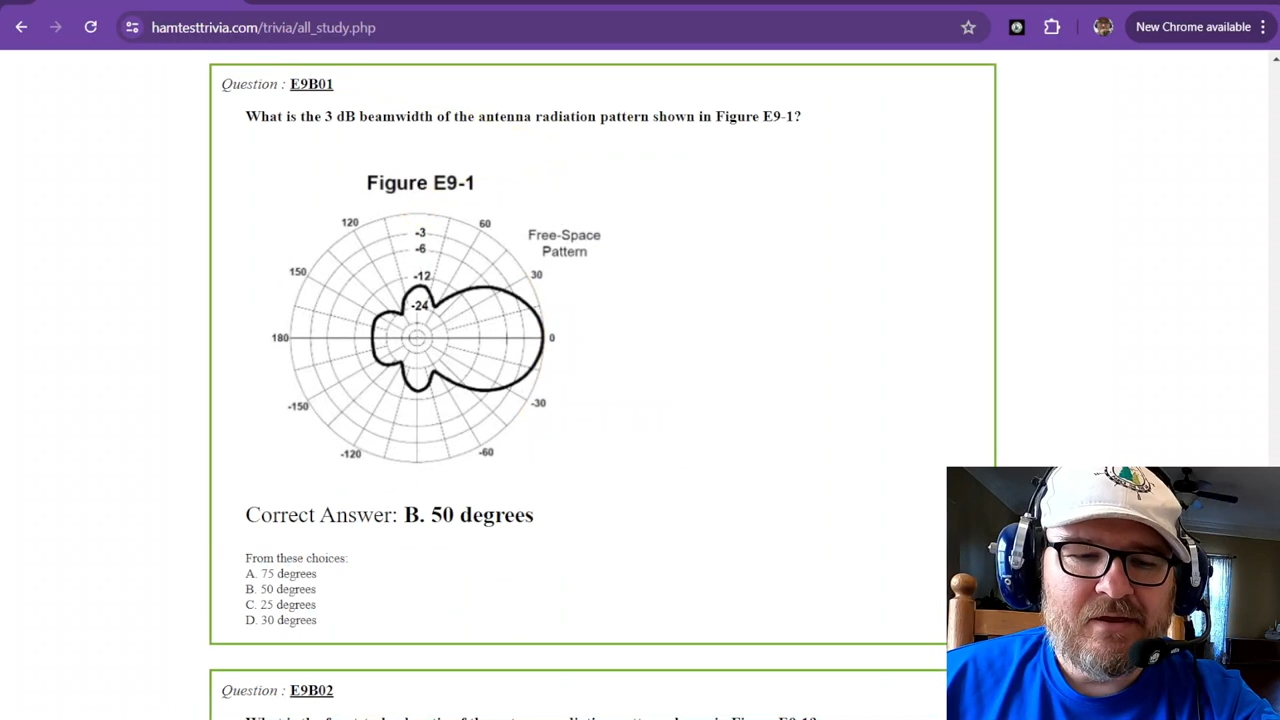 hamtesttrivia.com/trivia/all_study.php
New Chrome available
Question : E9B01
What is the 3 dB beamwidth of the antenna radiation pattern shown in Figure E9-1?
Figure E9-1
120
60
-3
-6
Free-Space
Pattern
150
-12
30
-24
180
0
-150
-30
-120
-60
Correct Answer: B. 50 degrees
From these choices:
A. 75 degrees
B. 50 degrees
C. 25 degrees
D. 30 degrees
Question : E9B02